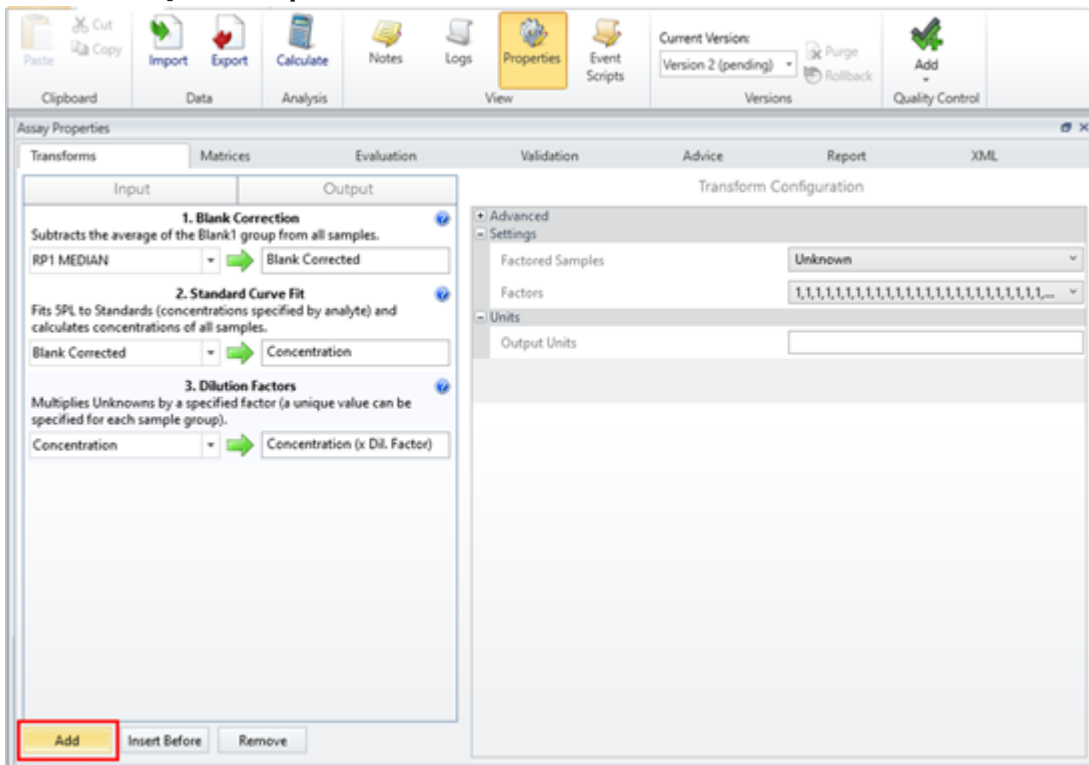 Cut
Copy
Paste
Import
Export
Calculate
Notes
Logs
Properties
Event
Scripts
Current Version:
Version 2 (pending)
Purge
Rollback
Add
Clipboard
Data
Analysis
View
Versions
Quality Control
Assay Properties
Transforms
Matrices
Evaluation
Validation
Advice
Report
XML
Input
Output
Transform Configuration
1. Blank Correction
Subtracts the average of the Blank1 group from all samples.
RP1 MEDIAN
Blank Corrected
2. Standard Curve Fit
Fits 5PL to Standards (concentrations specified by analyte) and
calculates concentrations of all samples.
Blank Corrected
Concentration
3. Dilution Factors
Multiplies Unknowns by a specified factor (a unique value can be
specified for each sample group).
Concentration
Concentration (x Dil. Factor)
Advanced
Settings
Factored Samples
Unknown
Factors
1,1,1,1,1,1,1,1,1,1,1,1,1,1,1,1,1,1,1,1,1,1,1,1,1,...
Units
Output Units
Add
Insert Before
Remove